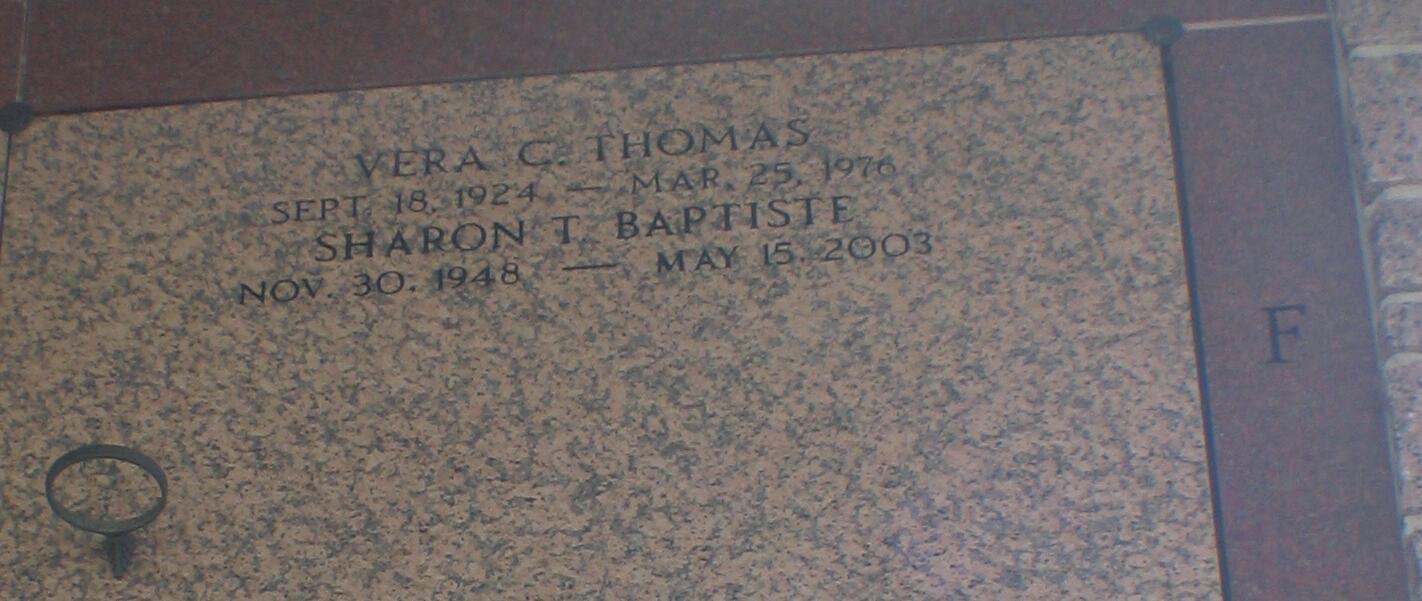 VERA C. THOMAS
SEPT. 18, 1924 — MAR. 25, 1976
SHARON T. BAPTISTE
NOV. 30, 1948 — MAY 15, 2003
F